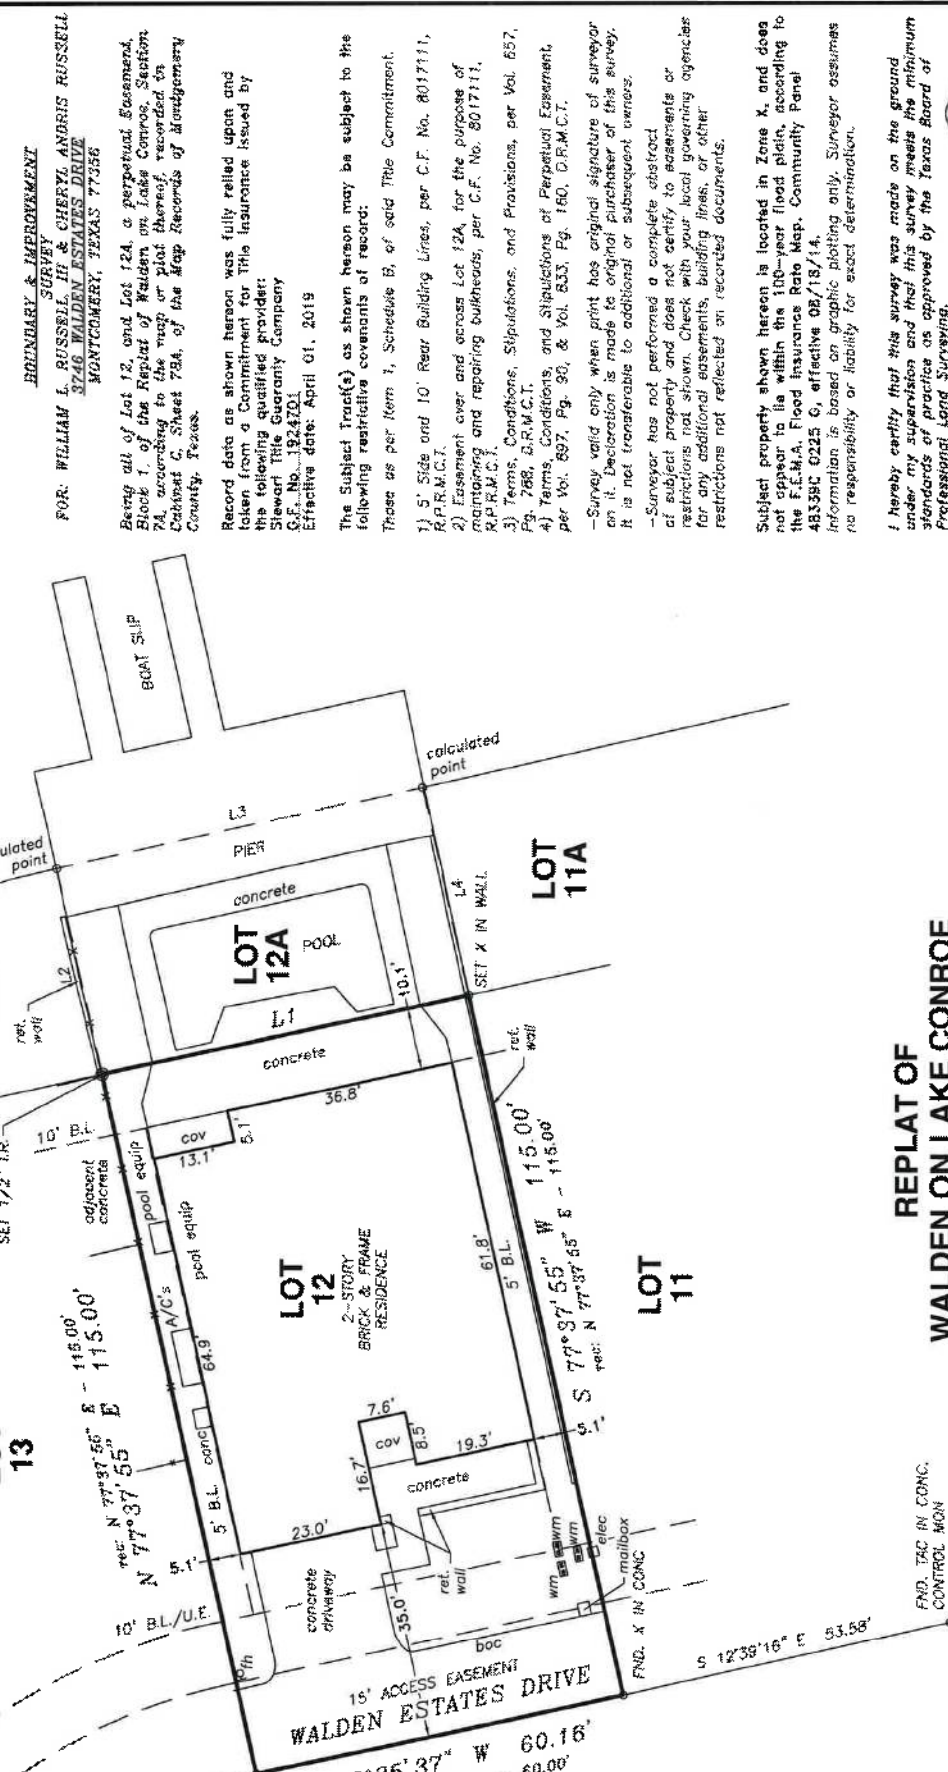 BOUNDARY & IMPROVEMENT
SURVEY
FOR: WILLIAM L. RUSSELL, III & CHERYL ANDRIS RUSSELL
3746 WALDEN ESTATES DRIVE
MONTGOMERY, TEXAS 77356
Being all of Lot 12, and Lot 12A, a perpetual Easement,
Block 1, of the Replat of Walden on Lake Conroe, Section
7A, according to the map or plat thereof, recorded in
Cabinet C, Sheet 78A, of the Map Records of Montgomery
County, Texas.
Record data as shown hereon was fully relied upon and
taken from a Commitment for Title Insurance issued by
the following qualified provider:
Stewart Title Guaranty Company
G.F. No. 1924701
Effective date: April 01, 2019
The Subject Tract(s) as shown hereon may be subject to the
following restrictive covenants of record:
Those as per Item 1, Schedule B, of said Title Commitment.
1) 5' Side and 10' Rear Building Lines, per C.F. No. 8017111,
R.P.R.M.C.T.
2) Easement over and across Lot 12A, for the purpose of
maintaining and repairing bulkheads, per C.F. No. 8017111,
R.P.R.M.C.T.
3) Terms, Conditions, Stipulations, and Provisions, per Vol. 657,
Pg. 768, D.R.M.C.T.
4) Terms, Conditions, and Stipulations of Perpetual Easement,
per Vol. 697, Pg. 90, & Vol. 833, Pg. 160, D.R.M.C.T.
-Survey valid only when print has original signature of surveyor
on it. Declaration is made to original purchaser of this survey.
It is not transferable to additional or subsequent owners.
-Surveyor has not performed a complete abstract
of subject property and does not certify to easements or
restrictions not shown. Check with your local governing agencies
for any additional easements, building lines, or other
restrictions not reflected on recorded documents.
Subject property shown hereon is located in Zone X, and does
not appear to lie within the 100-year flood plain, according to
the F.E.M.A. Flood Insurance Rate Map, Community Panel
48339C 0225 G, effective 08/18/14.
Information is based on graphic plotting only. Surveyor assumes
no responsibility or liability for exact determination.
I hereby certify that this survey was made on the ground
under my supervision and that this survey meets the minimum
standards of practice as approved by the Texas Board of
Professional Land Surveying.
BOAT SLIP
calculated
point
point
L3
PIER
concrete
LOT
12A
POOL
L2
ret.
wall
L4
SET X IN WALL
LOT
11A
L1
10.1'
concrete
ret.
wall
SET 1/2" I.R.
10' B.L.
adjacent
concrete
pool equip
cov
13.1'
5.1'
36.8'
pool equip
A/C's
64.9'
conc
5' B.L.
LOT
12
2-STORY
BRICK & FRAME
RESIDENCE
61.8'
5' B.L.
S 77°37'55" W 115.00'
rec: N 77°37'55" E - 115.00'
LOT
11
13
rec: N 77°37'55" E - 115.00'
N 77°37'55" E 115.00'
7.6'
cov
8.5'
16.7'
19.3'
5.1'
concrete
23.0'
5.1'
10' B.L./U.E.
concrete
driveway
ret.
wall
wm
wm
wm
elec
mailbox
35.0'
boc
fh
15' ACCESS EASEMENT
WALDEN ESTATES DRIVE
FND. X IN CONC
S 12°39'16" E 53.58'
FND. TAC IN CONC.
CONTROL MON
37" W 60.16'
60.00'
REPLAT OF
WALDEN ON LAKE CONROE